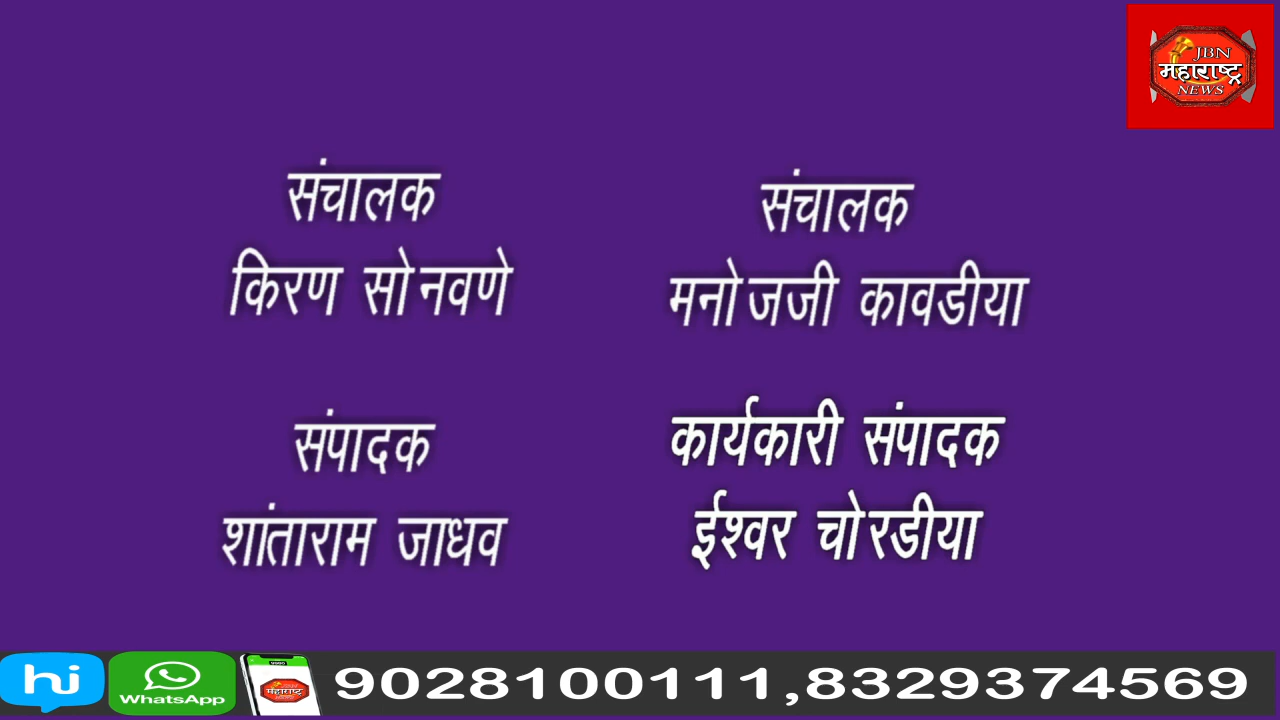 JBN
महाराष्ट्र
NEWS
संचालक
किरण सोनवणे
संचालक
मनोजजी कावडीया
संपादक
शांताराम जाधव
कार्यकारी संपादक
ईश्वर चोरडीया
hi
WhatsApp
महाराष्ट्र
9028100111,8329374569